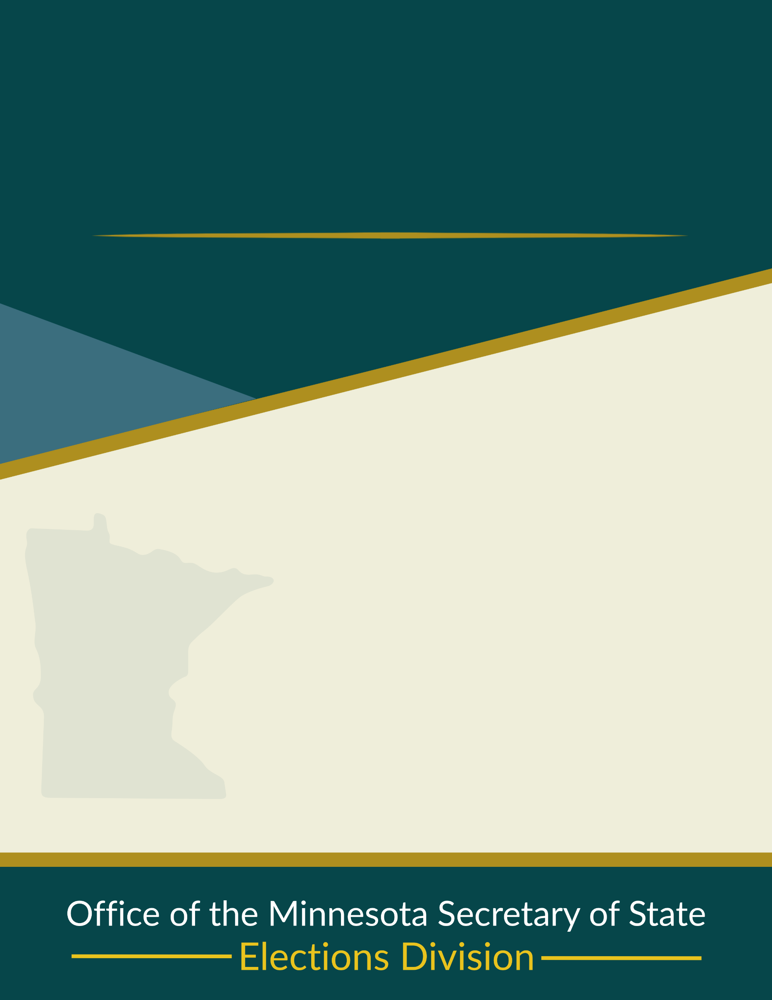 Office of the Minnesota Secretary of State
Elections Division